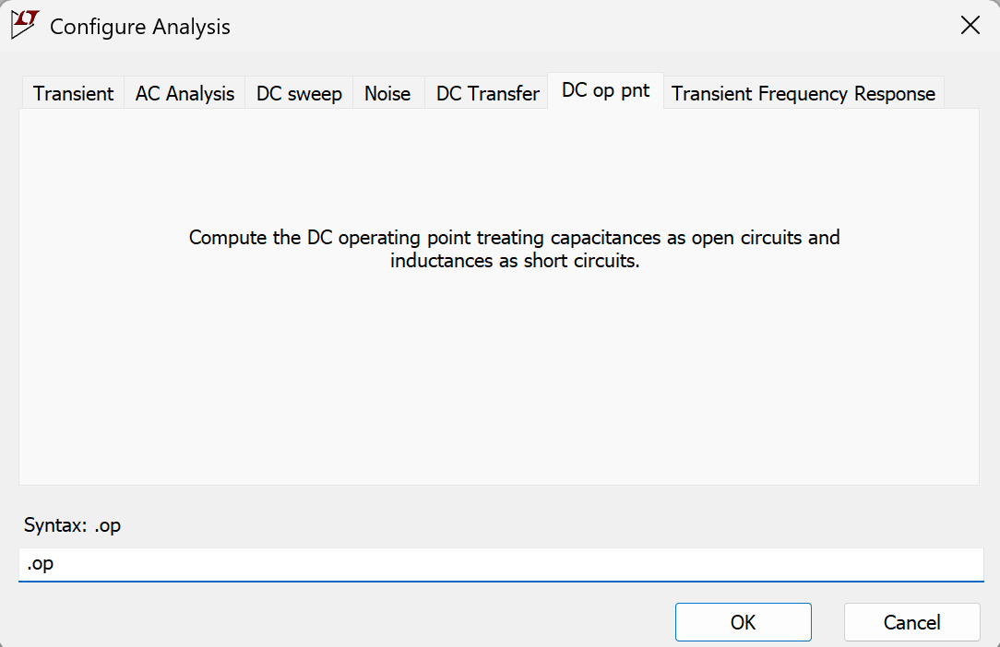 Configure Analysis
Transient AC Analysis DC sweep Noise DC Transfer DC op pnt Transient Frequency Response
Compute the DC operating point treating capacitances as open circuits and
inductances as short circuits.
Syntax: .op
.op
OK Cancel